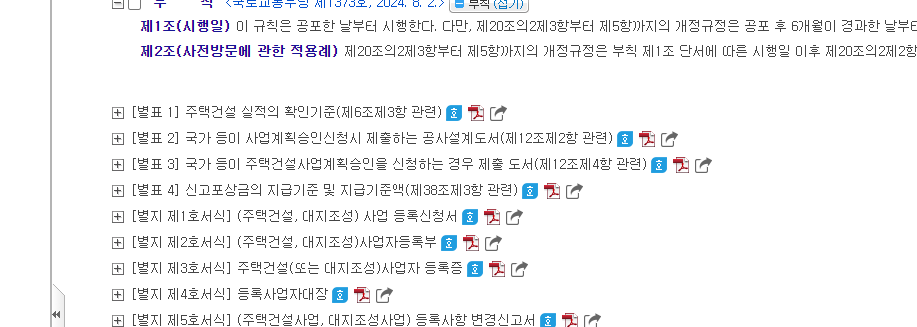 부 칙 <국토교통부령 제1373호, 2024. 8. 2.> 부칙 (접기)
제1조(시행일) 이 규칙은 공포한 날부터 시행한다. 다만, 제20조의2제3항부터 제5항까지의 개정규정은 공포 후 6개월이 경과한 날부터
제2조(사전방문에 관한 적용례) 제20조의2제3항부터 제5항까지의 개정규정은 부칙 제1조 단서에 따른 시행일 이후 제20조의2제2항
[별표 1] 주택건설 실적의 확인기준(제6조제3항 관련)
[별표 2] 국가 등이 사업계획승인신청시 제출하는 공사설계도서(제12조제2항 관련)
[별표 3] 국가 등이 주택건설사업계획승인을 신청하는 경우 제출 도서(제12조제4항 관련)
[별표 4] 신고포상금의 지급기준 및 지급기준액(제38조제3항 관련)
[별지 제1호서식] (주택건설, 대지조성) 사업 등록신청서
[별지 제2호서식] (주택건설, 대지조성)사업자등록부
[별지 제3호서식] 주택건설(또는 대지조성)사업자 등록증
[별지 제4호서식] 등록사업자대장
[별지 제5호서식] (주택건설사업, 대지조성사업) 등록사항 변경신고서